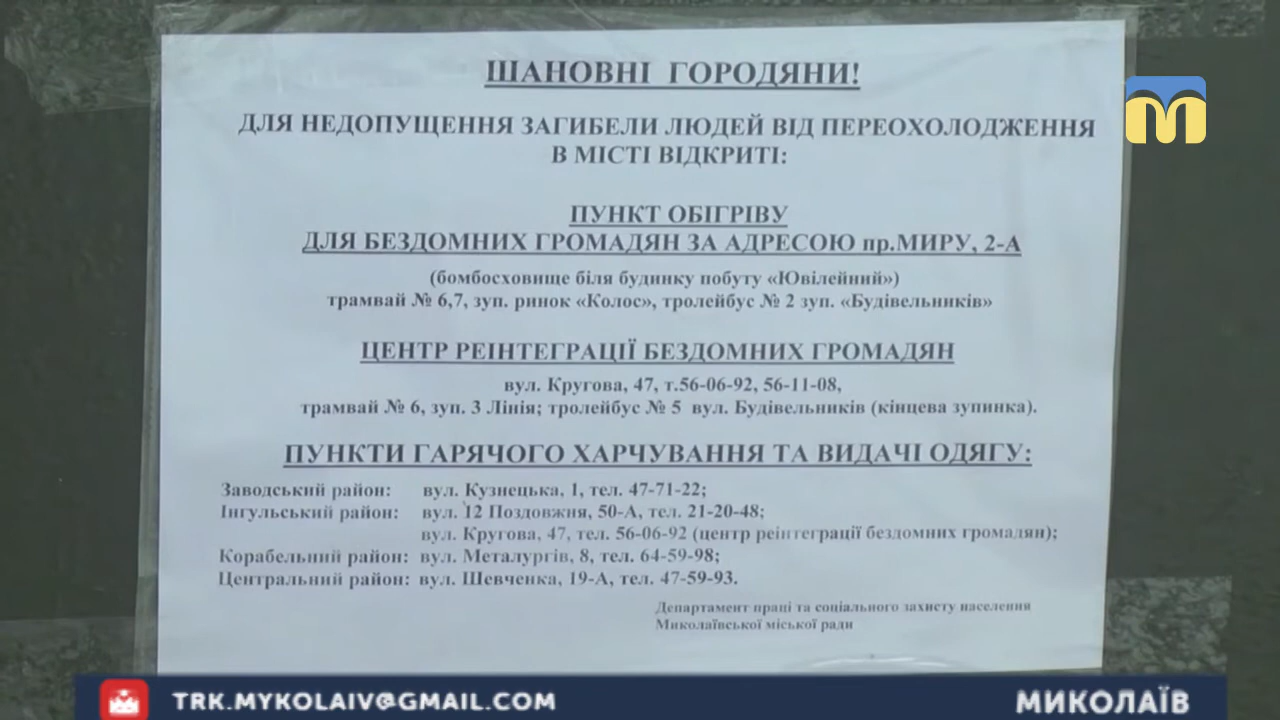 ШАНОВНІ ГОРОДЯНИ!
ДЛЯ НЕДОПУЩЕННЯ ЗАГИБЕЛИ ЛЮДЕЙ ВІД ПЕРЕОХОЛОДЖЕННЯ
В МІСТІ ВІДКРИТІ:
ПУНКТ ОБІГРІВУ
ДЛЯ БЕЗДОМНИХ ГРОМАДЯН ЗА АДРЕСОЮ пр.МИРУ, 2-А
(бомбосховище біля будинку побуту «Ювілейний»)
трамвай № 6,7, зуп. ринок «Колос», тролейбус № 2 зуп. «Будівельників»
ЦЕНТР РЕІНТЕГРАЦІЇ БЕЗДОМНИХ ГРОМАДЯН
вул. Кругова, 47, т.56-06-92, 56-11-08,
трамвай № 6, зуп. 3 Лінія; тролейбус № 5 вул. Будівельників (кінцева зупинка).
ПУНКТИ ГАРЯЧОГО ХАРЧУВАННЯ ТА ВИДАЧІ ОДЯГУ:
Заводський район: вул. Кузнецька, 1, тел. 47-71-22;
Інгульський район: вул. 12 Поздовжня, 50-А, тел. 21-20-48;
вул. Кругова, 47, тел. 56-06-92 (центр реінтеграції бездомних громадян);
Корабельний район: вул. Металургів, 8, тел. 64-59-98;
Центральний район: вул. Шевченка, 19-А, тел. 47-59-93.
Департамент праці та соціального захисту населення
Миколаївської міської ради
TRK.MYKOLAIV@GMAIL.COM
МИКОЛАЇВ